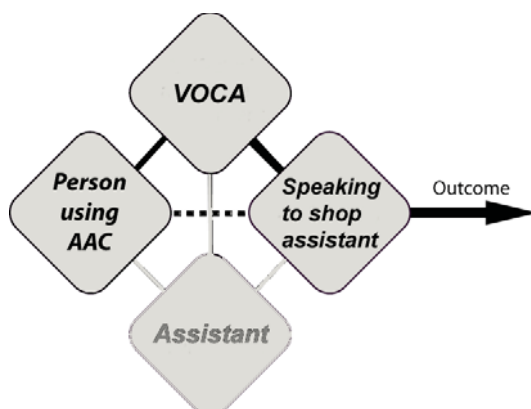 VOCA
Person
using
AAC
Speaking
to shop
assistant
Outcome
Assistant